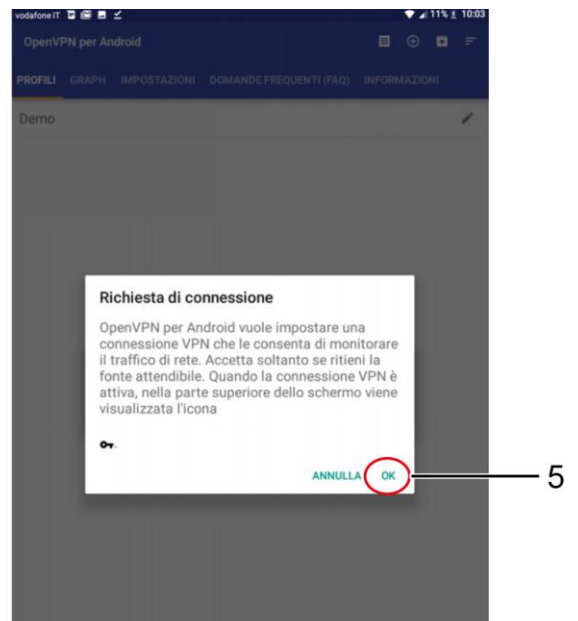 vodafone IT 11% 10:03
OpenVPN per Android
PROFILI GRAPH IMPOSTAZIONI DOMANDE FREQUENTI (FAQ) INFORMAZIONI
Demo
Richiesta di connessione
OpenVPN per Android vuole impostare una
connessione VPN che le consenta di monitorare
il traffico di rete. Accetta soltanto se ritieni la
fonte attendibile. Quando la connessione VPN è
attiva, nella parte superiore dello schermo viene
visualizzata l'icona
.
ANNULLA OK
5